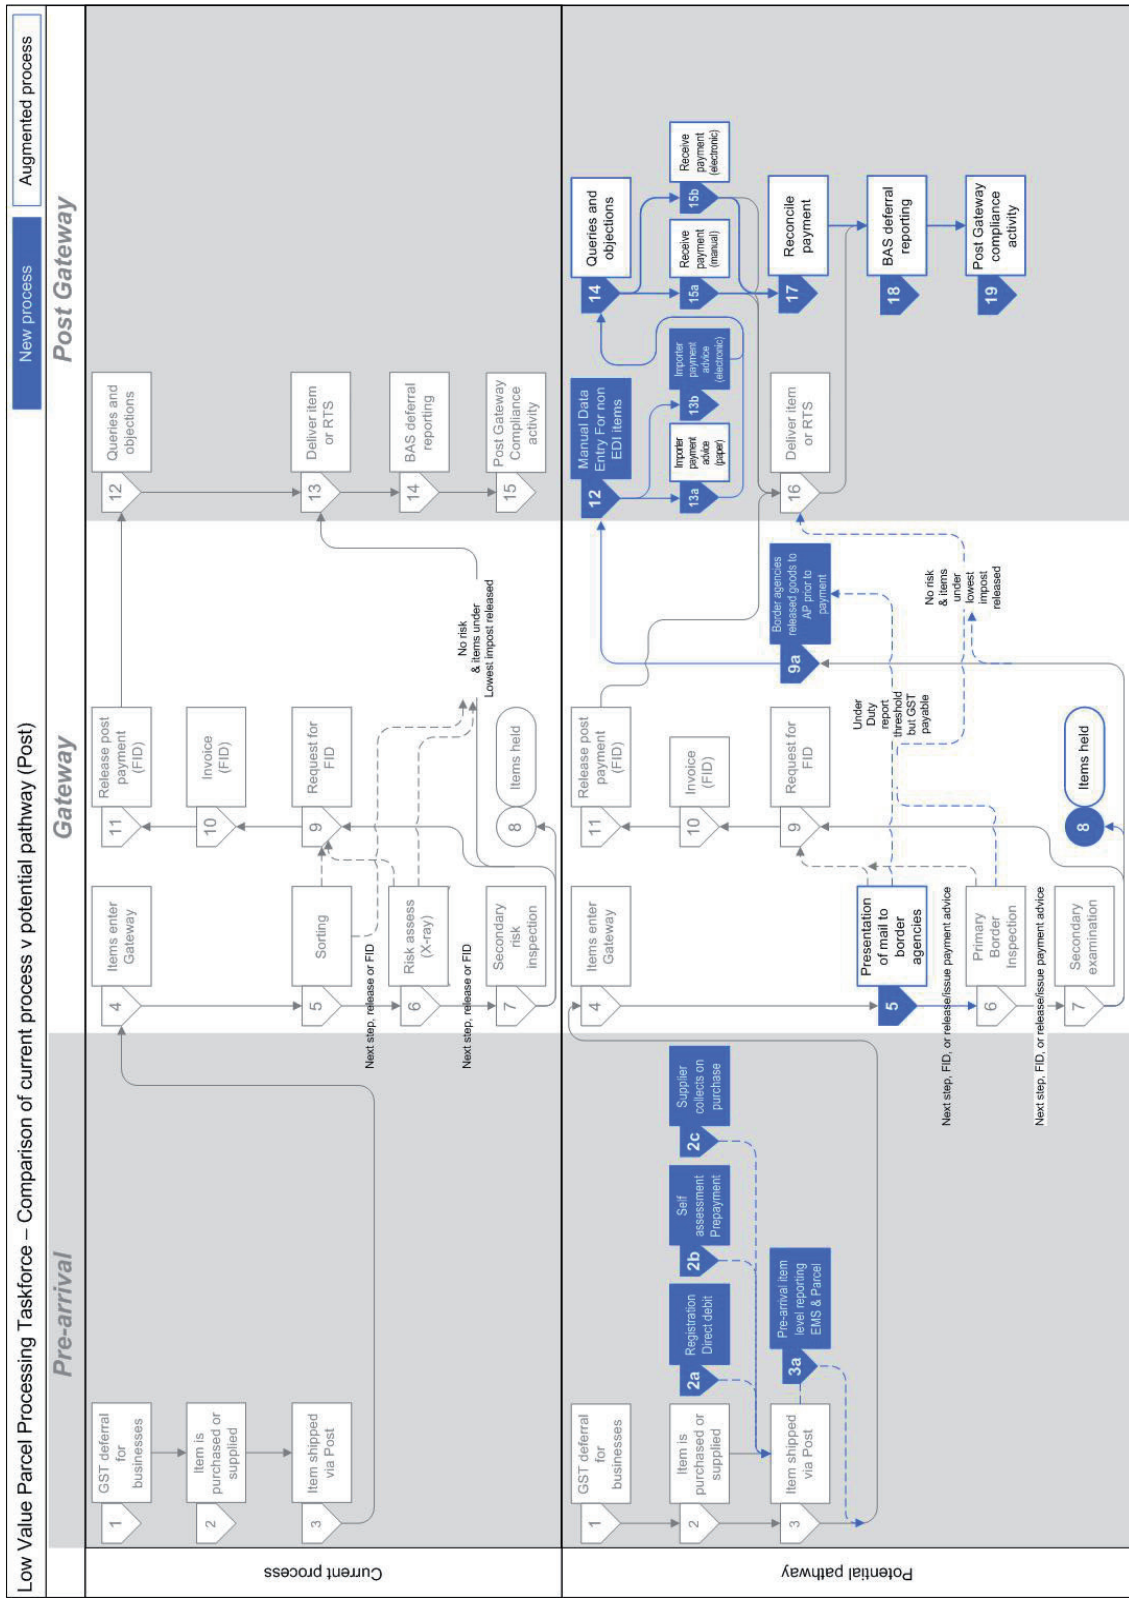 Low Value Parcel Processing Taskforce – Comparison of current process v potential pathway (Post)
New process
Augmented process
Pre-arrival
Gateway
Post Gateway
Current process
1
GST deferral
for
businesses
2
Item is
purchased or
supplied
3
Item shipped
via Post
4
Items enter
Gateway
5
Sorting
Next step, release or FID
6
Risk assess
(X-ray)
Next step, release or FID
7
Secondary
risk
inspection
8
Items held
9
Request for
FID
10
Invoice
(FID)
11
Release post
payment
(FID)
No risk
& items under
Lowest impost released
12
Queries and
objections
13
Deliver item
or RTS
14
BAS deferral
reporting
15
Post Gateway
Compliance
activity
Potential pathway
1
GST deferral
for
businesses
2
Item is
purchased or
supplied
2a
Registration
Direct debit
2b
Self
assessment
Prepayment
2c
Supplier
collects on
purchase
3
Item shipped
via Post
3a
Pre-arrival item
level reporting
EMS & Parcel
4
Items enter
Gateway
5
Presentation
of mail to
border
agencies
Next step, FID, or release/issue payment advice
6
Primary
Border
Inspection
Next step, FID, or release/issue payment advice
7
Secondary
examination
8
Items held
9
Request for
FID
10
Invoice
(FID)
11
Release post
payment
(FID)
Under
Duty
report
threshold
but GST
payable
9a
Border agencies
released goods to
AP prior to
payment
No risk
& items
under
lowest
impost
released
12
Manual Data
Entry For non
EDI items
13a
Importer
payment
advice
(paper)
13b
Importer
payment
advice
(electronic)
14
Queries and
objections
15a
Receive
payment
(manual)
15b
Receive
payment
(electronic)
16
Deliver item
or RTS
17
Reconcile
payment
18
BAS deferral
reporting
19
Post Gateway
compliance
activity